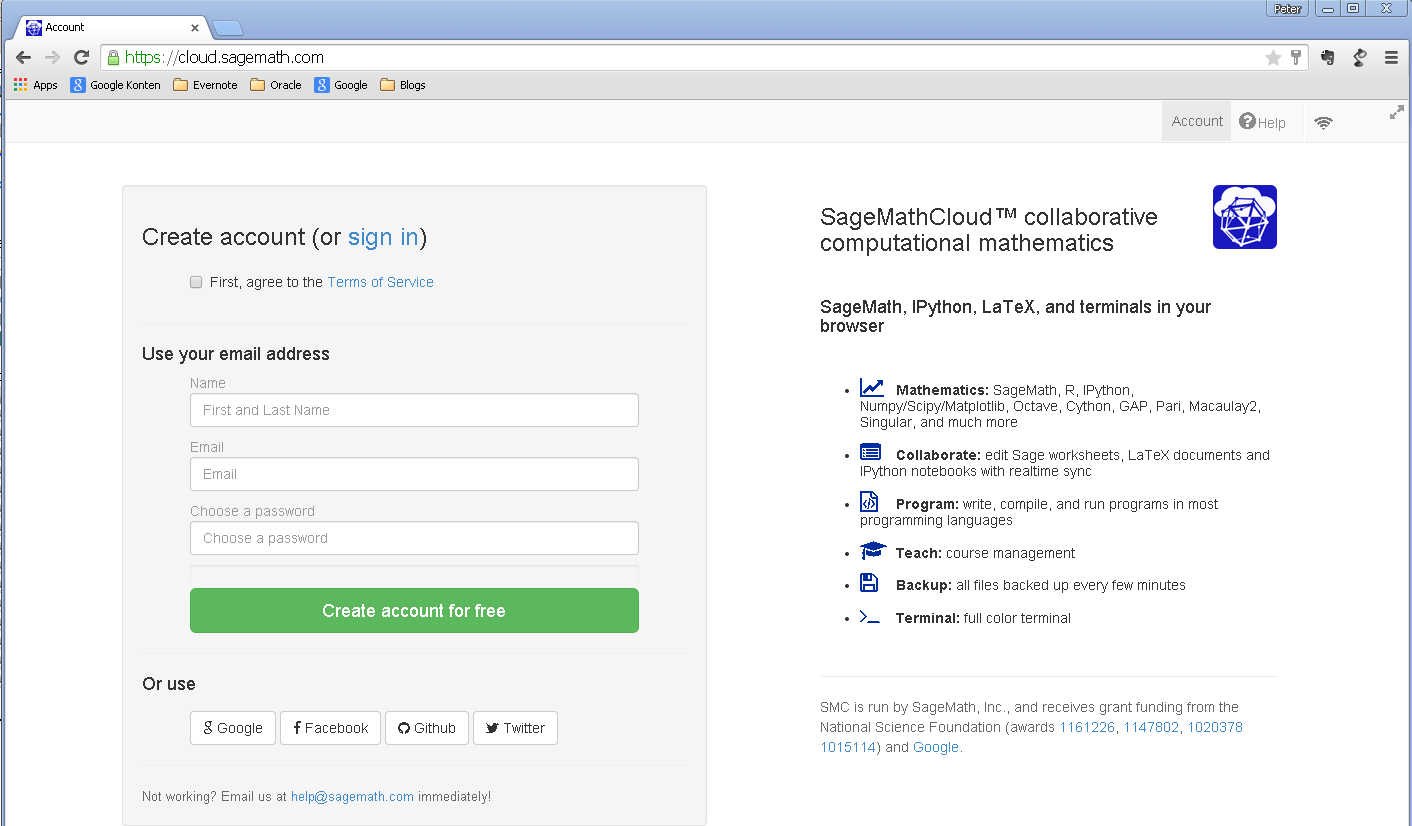 Peter
Account
https://cloud.sagemath.com
Apps Google Konten Evernote Oracle Google Blogs
Account Help
Create account (or sign in)
First, agree to the Terms of Service
Use your email address
Name
First and Last Name
Email
Email
Choose a password
Choose a password
Create account for free
Or use
Google Facebook Github Twitter
Not working? Email us at help@sagemath.com immediately!
SageMathCloud™ collaborative
computational mathematics
SageMath, IPython, LaTeX, and terminals in your
browser
Mathematics: SageMath, R, IPython,
Numpy/Scipy/Matplotlib, Octave, Cython, GAP, Pari, Macaulay2,
Singular, and much more
Collaborate: edit Sage worksheets, LaTeX documents and
IPython notebooks with realtime sync
Program: write, compile, and run programs in most
programming languages
Teach: course management
Backup: all files backed up every few minutes
Terminal: full color terminal
SMC is run by SageMath, Inc., and receives grant funding from the
National Science Foundation (awards 1161226, 1147802, 1020378
1015114) and Google.